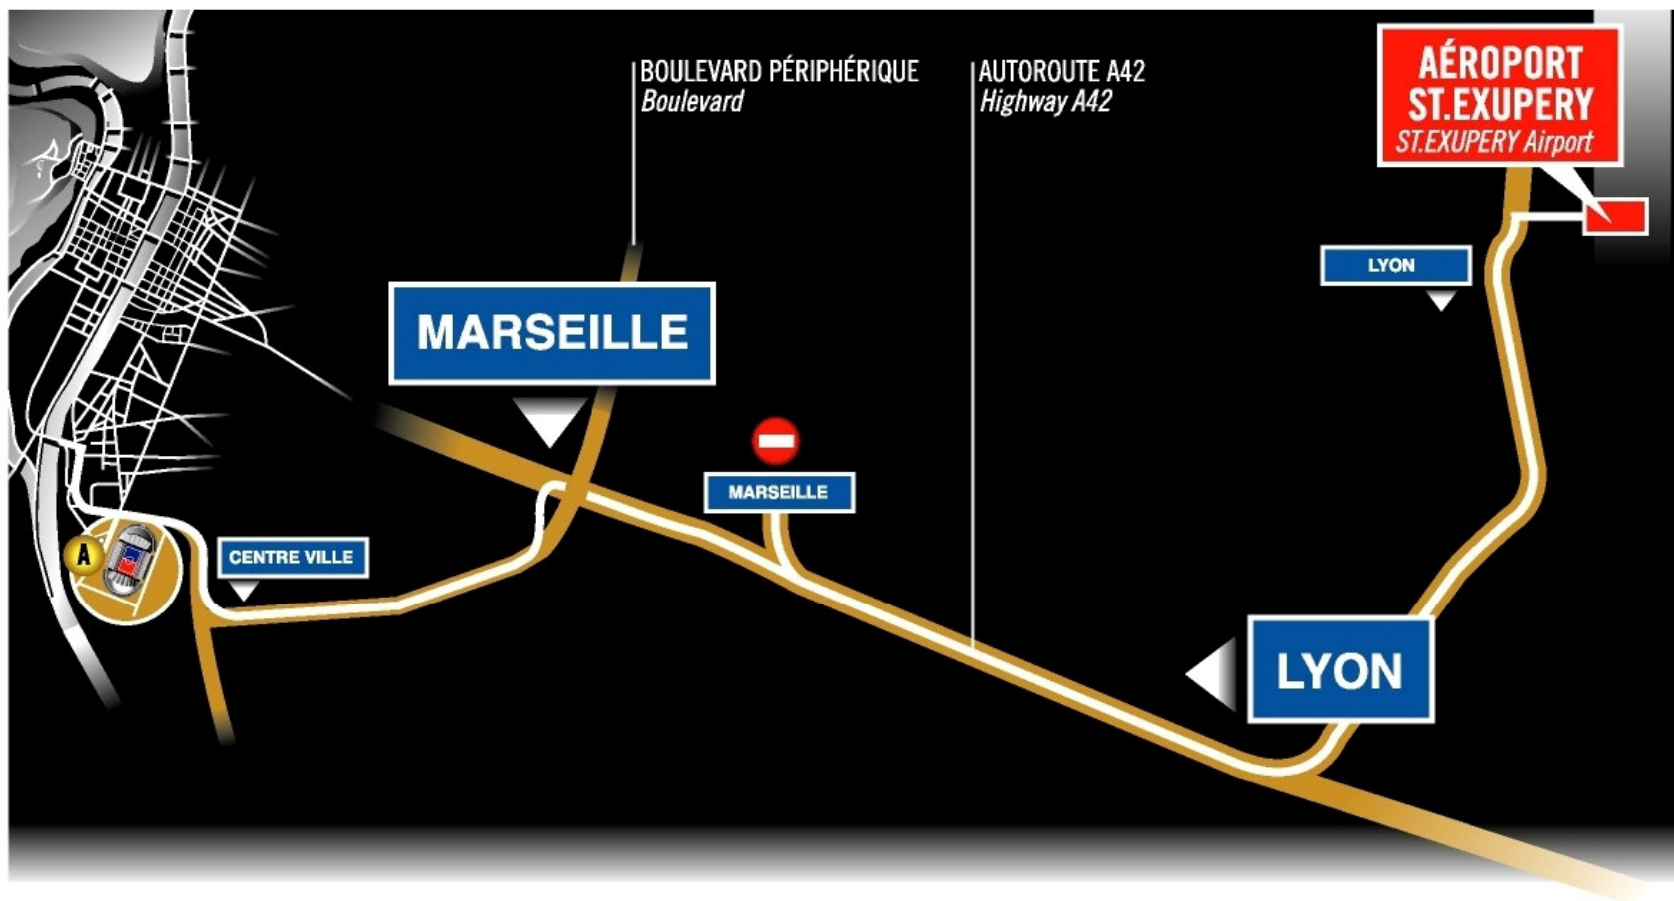 BOULEVARD PÉRIPHÉRIQUE
Boulevard
AUTOROUTE A42
Highway A42
AÉROPORT
ST.EXUPERY
ST.EXUPERY Airport
LYON
MARSEILLE
MARSEILLE
CENTRE VILLE
A
LYON